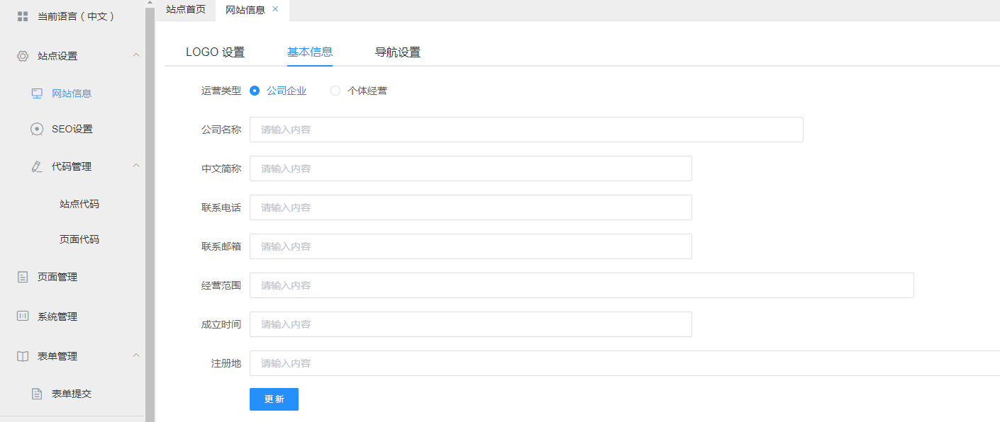 当前语言（中文）
站点设置
网站信息
SEO设置
代码管理
站点代码
页面代码
页面管理
系统管理
表单管理
表单提交
站点首页 网站信息 ×
LOGO 设置 基本信息 导航设置
运营类型 公司企业 个体经营
公司名称 请输入内容
中文简称 请输入内容
联系电话 请输入内容
联系邮箱 请输入内容
经营范围 请输入内容
成立时间 请输入内容
注册地 请输入内容
更新